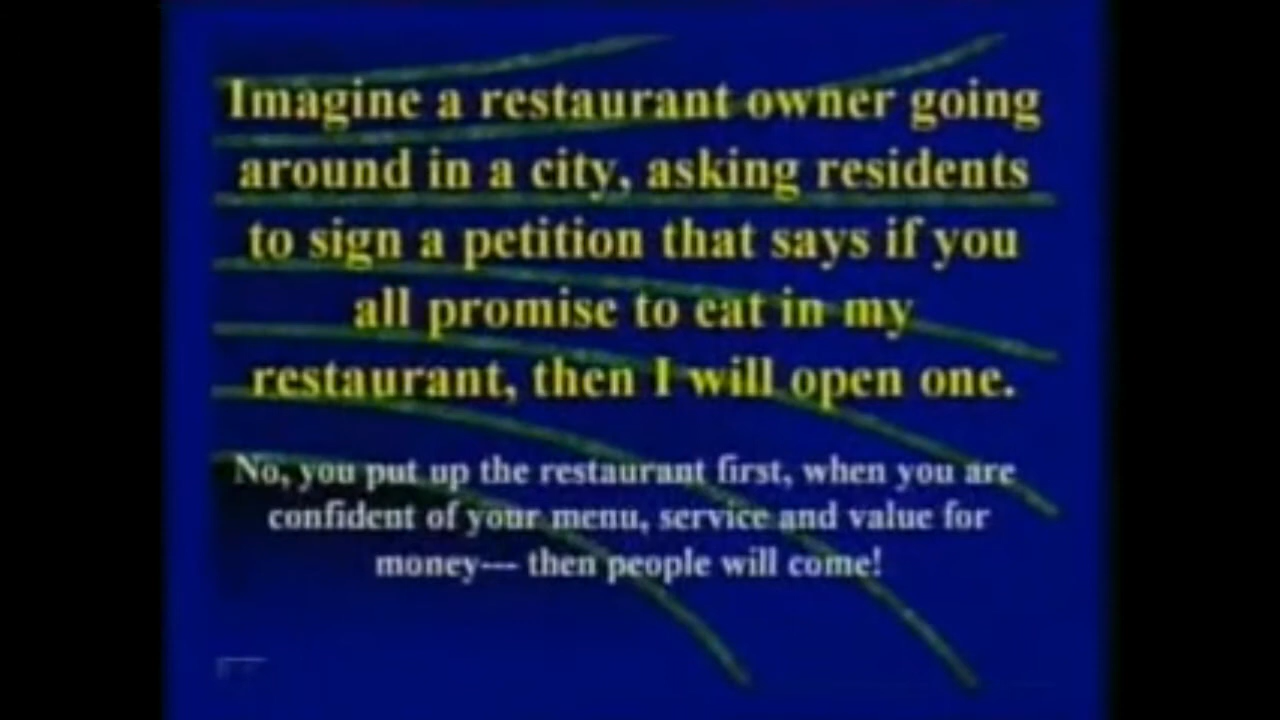 Imagine a restaurant owner going
around in a city, asking residents
to sign a petition that says if you
all promise to eat in my
restaurant, then I will open one.
No, you put up the restaurant first, when you are
confident of your menu, service and value for
money--- then people will come!